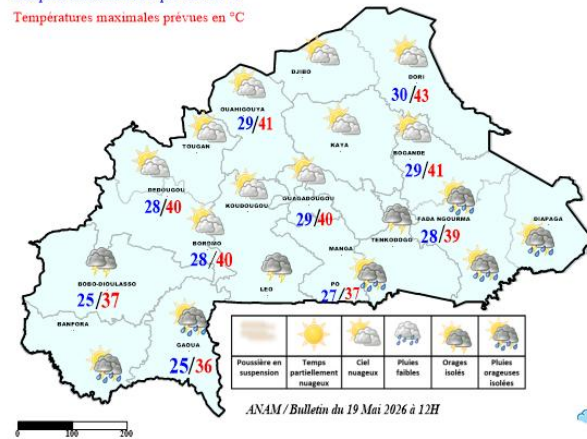 Températures maximales prévues en °C
DJIBO
DORI
30/43
OUAHIGOUYA
29/41
TOUGAN
KAYA
BOGANDE
29/41
DEDOUGOU
28/40
KOUDOUGOU
OUAGADOUGOU
29/40
FADA NGOURMA
28/39
DIAPAGA
BOROMO
28/40
MANGA
TENKODOGO
BOBO-DIOULASSO
25/37
LEO
PO
27/37
BANFORA
GAOUA
25/36
Poussière en suspension
Temps partiellement nuageux
Ciel nuageux
Pluies faibles
Orages isolés
Pluies orageuses isolées
ANAM / Bulletin du 19 Mai 2026 à 12H
0 100 200